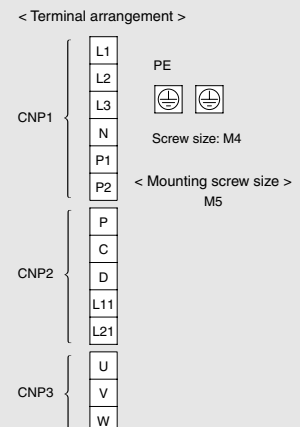 < Terminal arrangement >
CNP1
L1
L2
L3
N
P1
P2
PE
Screw size: M4
< Mounting screw size >
M5
CNP2
P
C
D
L11
L21
CNP3
U
V
W